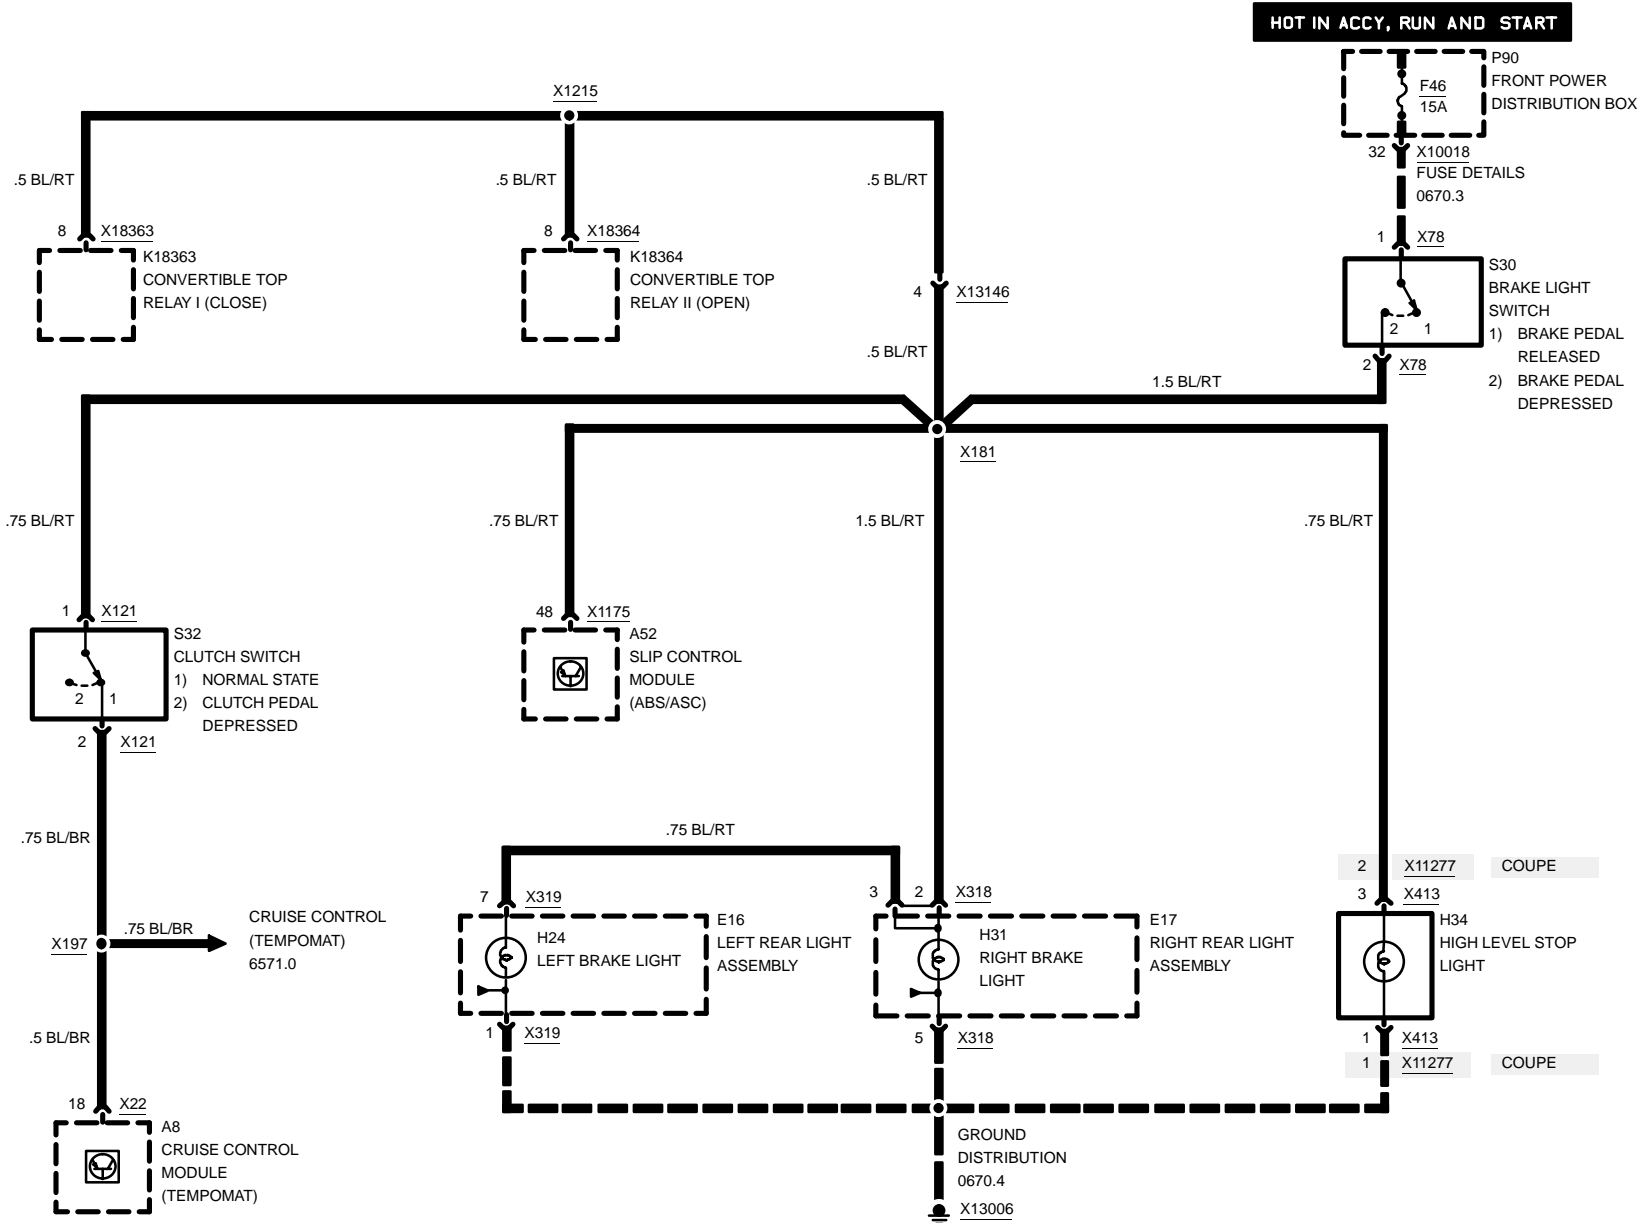 HOT IN ACCY, RUN AND START
P90
FRONT POWER
DISTRIBUTION BOX
F46
15A
32
X10018
FUSE DETAILS
0670.3
X1215
.5 BL/RT
.5 BL/RT
.5 BL/RT
8
X18363
K18363
CONVERTIBLE TOP
RELAY I (CLOSE)
8
X18364
K18364
CONVERTIBLE TOP
RELAY II (OPEN)
4
X13146
.5 BL/RT
1
X78
S30
BRAKE LIGHT
SWITCH
1) BRAKE PEDAL
RELEASED
2) BRAKE PEDAL
DEPRESSED
2 1
2
X78
1.5 BL/RT
X181
.75 BL/RT
.75 BL/RT
1.5 BL/RT
.75 BL/RT
1
X121
S32
CLUTCH SWITCH
1) NORMAL STATE
2) CLUTCH PEDAL
DEPRESSED
2 1
2
X121
48
X1175
A52
SLIP CONTROL
MODULE
(ABS/ASC)
.75 BL/BR
.75 BL/RT
X197
.75 BL/BR
CRUISE CONTROL
(TEMPOMAT)
6571.0
7
X319
E16
LEFT REAR LIGHT
ASSEMBLY
H24
LEFT BRAKE LIGHT
1
X319
3
2
X318
E17
RIGHT REAR LIGHT
ASSEMBLY
H31
RIGHT BRAKE
LIGHT
5
X318
2
X11277
COUPE
3
X413
H34
HIGH LEVEL STOP
LIGHT
1
X413
1
X11277
COUPE
.5 BL/BR
18
X22
A8
CRUISE CONTROL
MODULE
(TEMPOMAT)
GROUND
DISTRIBUTION
0670.4
X13006